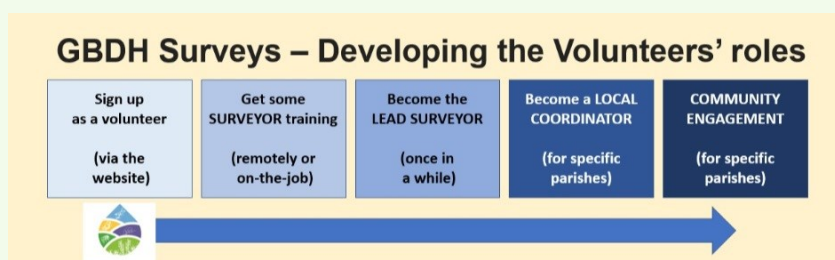 GBDH Surveys – Developing the Volunteers’ roles
Sign up
as a volunteer
(via the
website)
Get some
SURVEYOR training
(remotely or
on-the-job)
Become the
LEAD SURVEYOR
(once in
a while)
Become a LOCAL
COORDINATOR
(for specific
parishes)
COMMUNITY
ENGAGEMENT
(for specific
parishes)